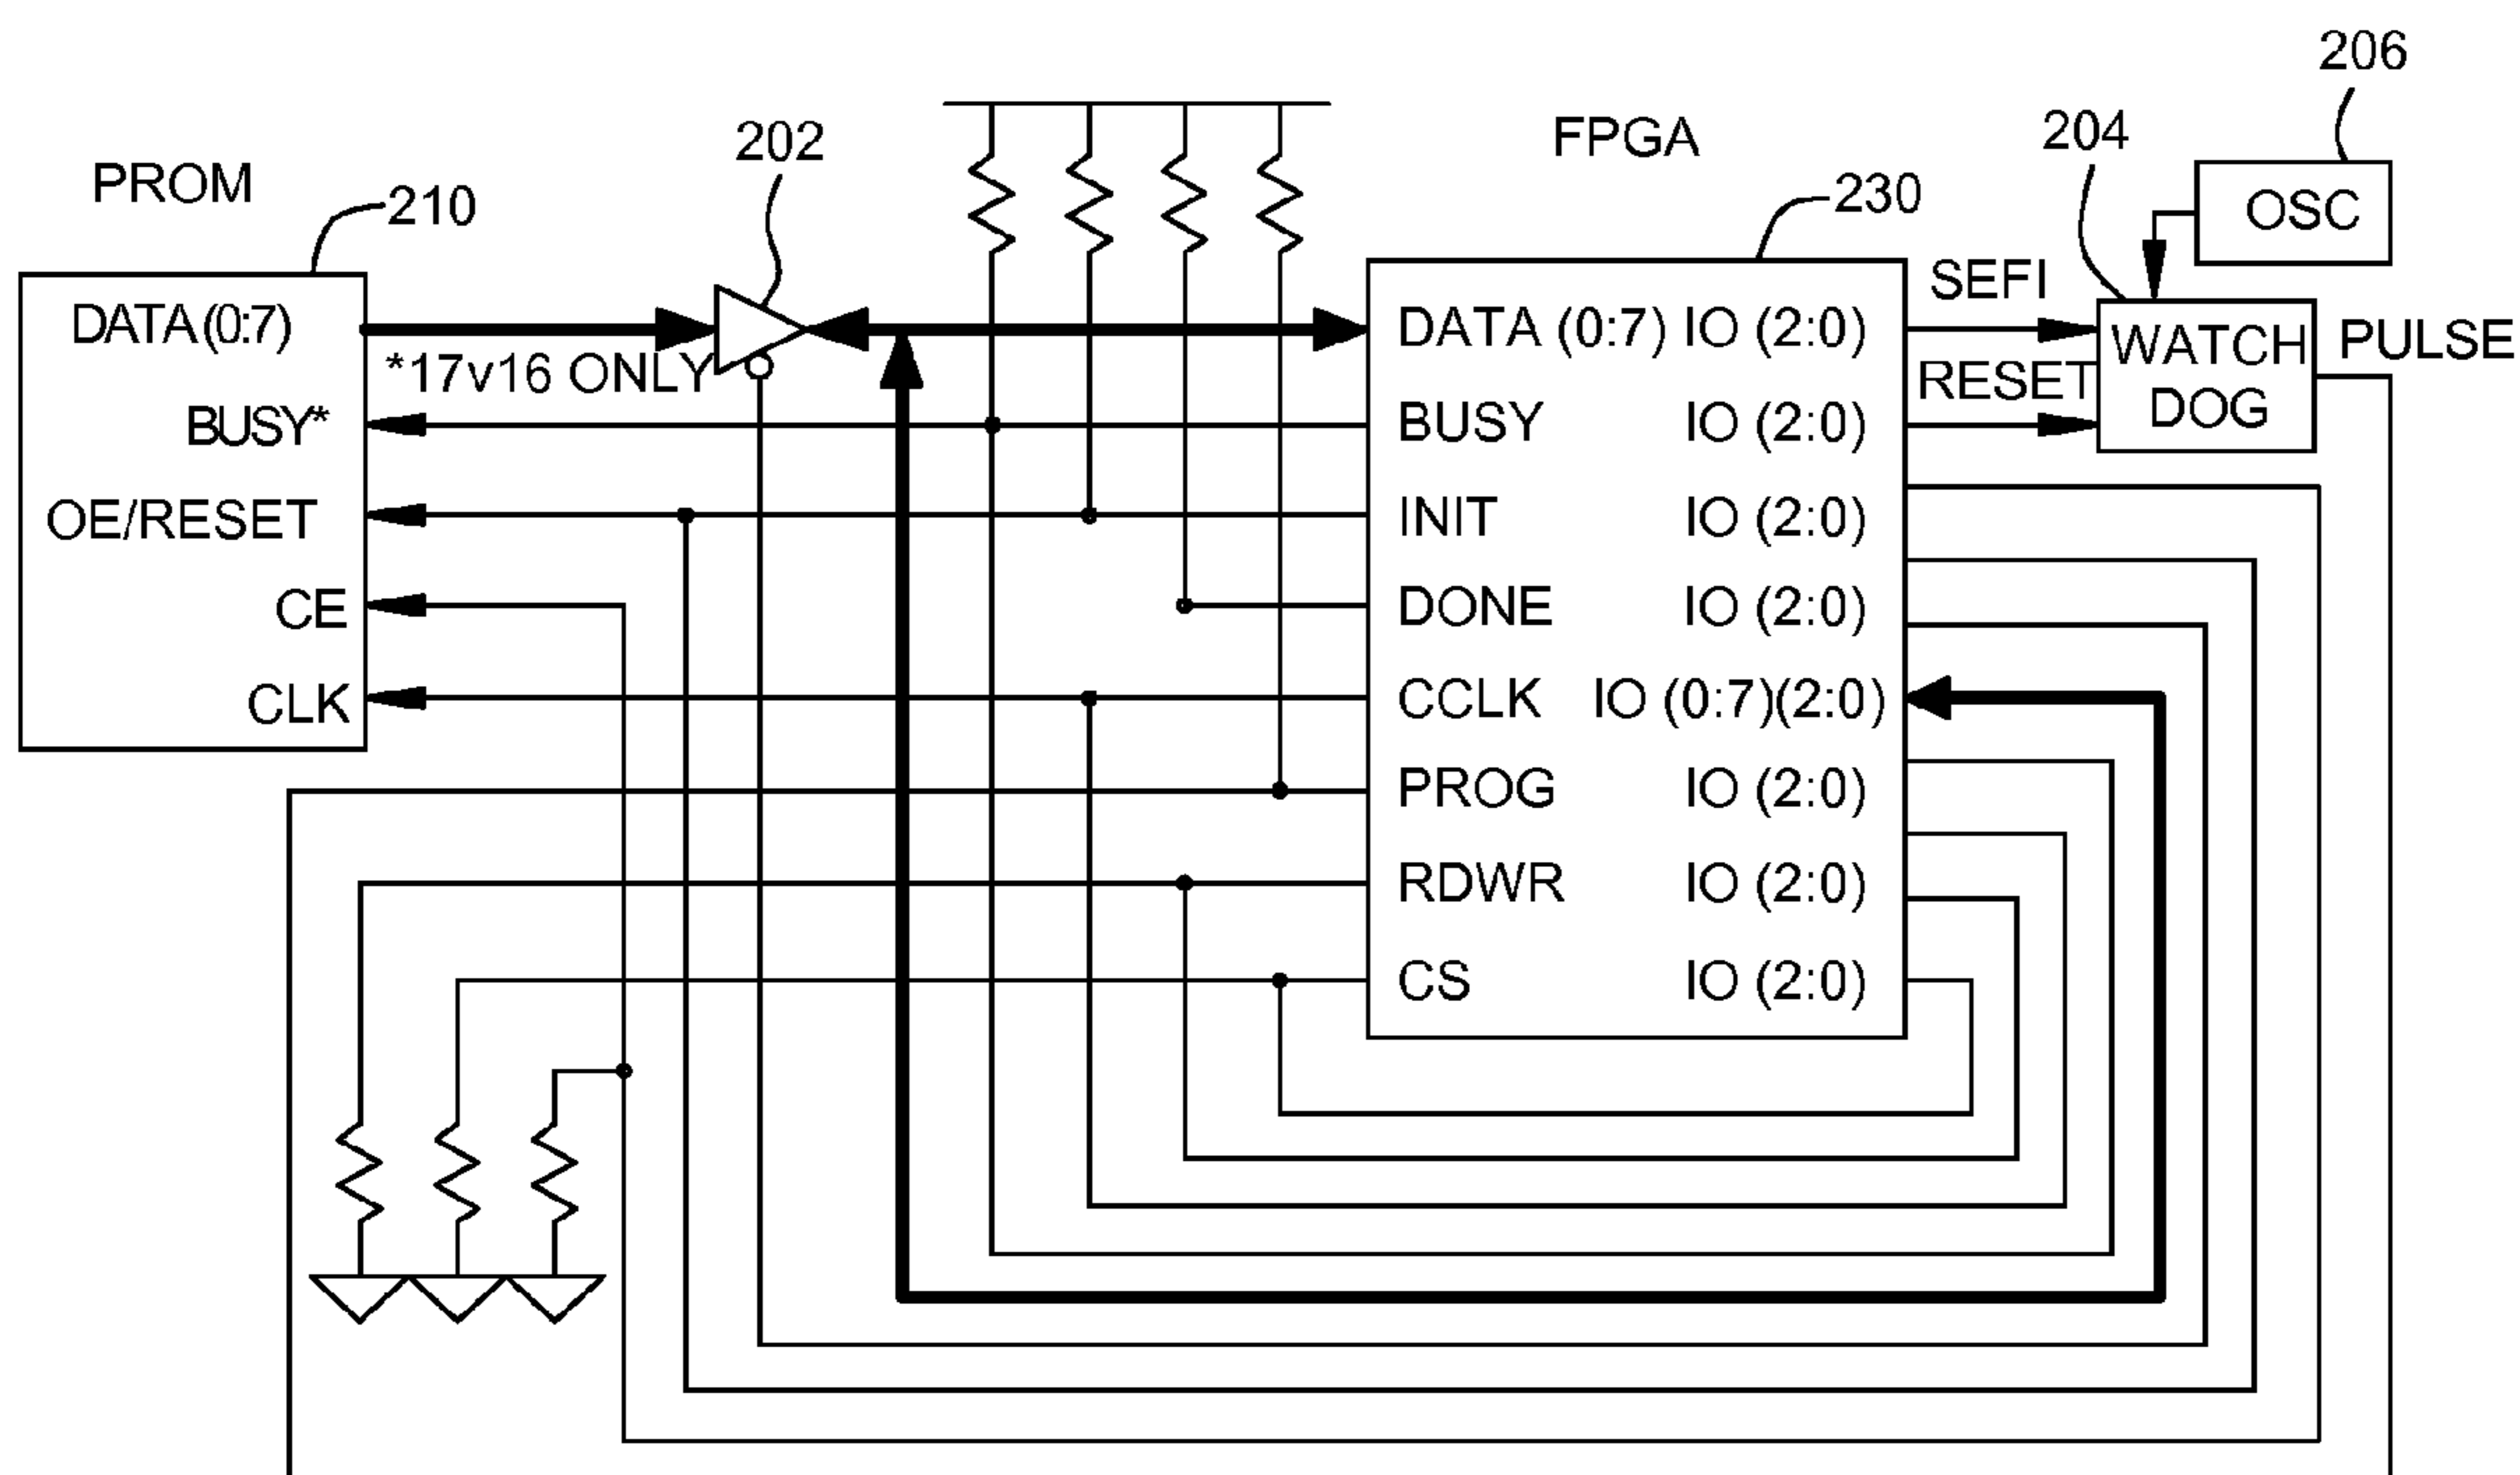 206
202
FPGA
204
PROM
210
230
OSC
SEFI
DATA(0:7)
DATA (0:7) IO (2:0)
WATCH
DOG
PULSE
*17v16 ONLY
RESET
BUSY*
BUSY IO (2:0)
OE/RESET
INIT IO (2:0)
CE
DONE IO (2:0)
CLK
CCLK IO (0:7)(2:0)
PROG IO (2:0)
RDWR IO (2:0)
CS IO (2:0)